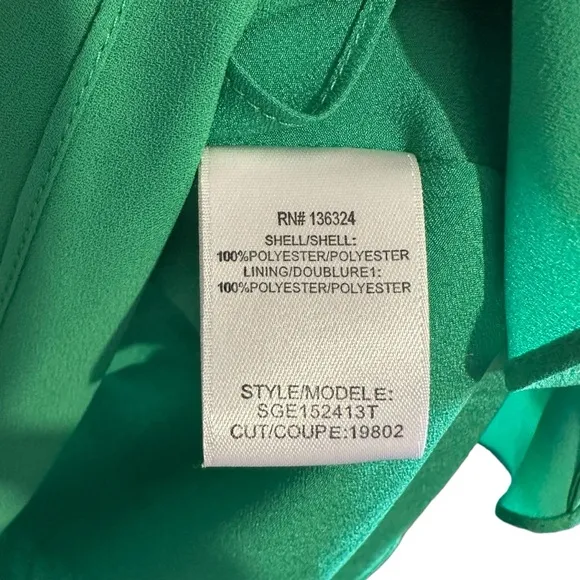 RN# 136324
SHELL/SHELL:
100%POLYESTER/POLYESTER
LINING/DOUBLURE1:
100%POLYESTER/POLYESTER
STYLE/MODELE:
SGE152413T
CUT/COUPE:19802